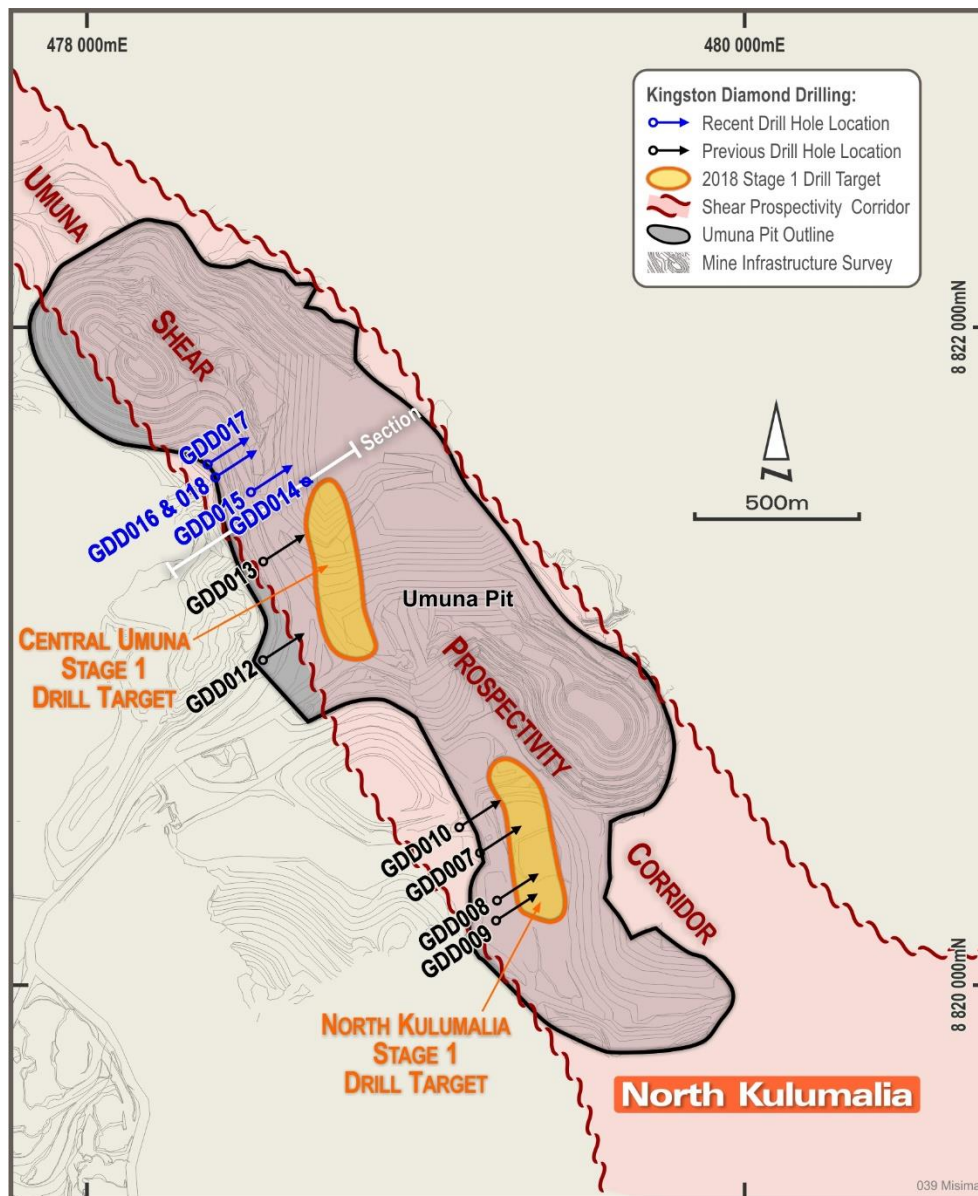 478 000mE
480 000mE
Kingston Diamond Drilling:
Recent Drill Hole Location
Previous Drill Hole Location
2018 Stage 1 Drill Target
Shear Prospectivity Corridor
Umuna Pit Outline
Mine Infrastructure Survey
UMUNA
SHEAR
8 822 000mN
N
500m
Section
GDD017
GDD016 & 018
GDD015
GDD014
GDD013
Umuna Pit
CENTRAL UMUNA
STAGE 1
DRILL TARGET
GDD012
PROSPECTIVITY
GDD010
GDD007
GDD008
GDD009
CORRIDOR
8 820 000mN
NORTH KULUMALIA
STAGE 1
DRILL TARGET
North Kulumalia
039 Misima